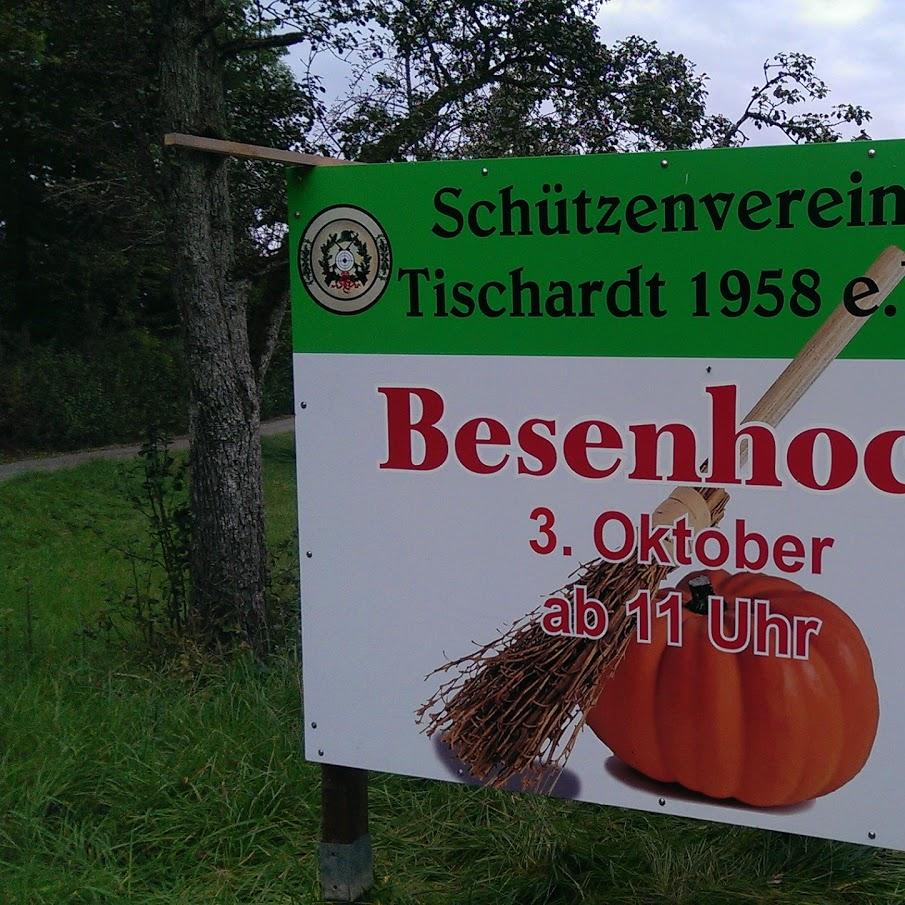 Schützenverein
Tischardt 1958 e.
Besenhoc
3. Oktober
ab 11 Uhr